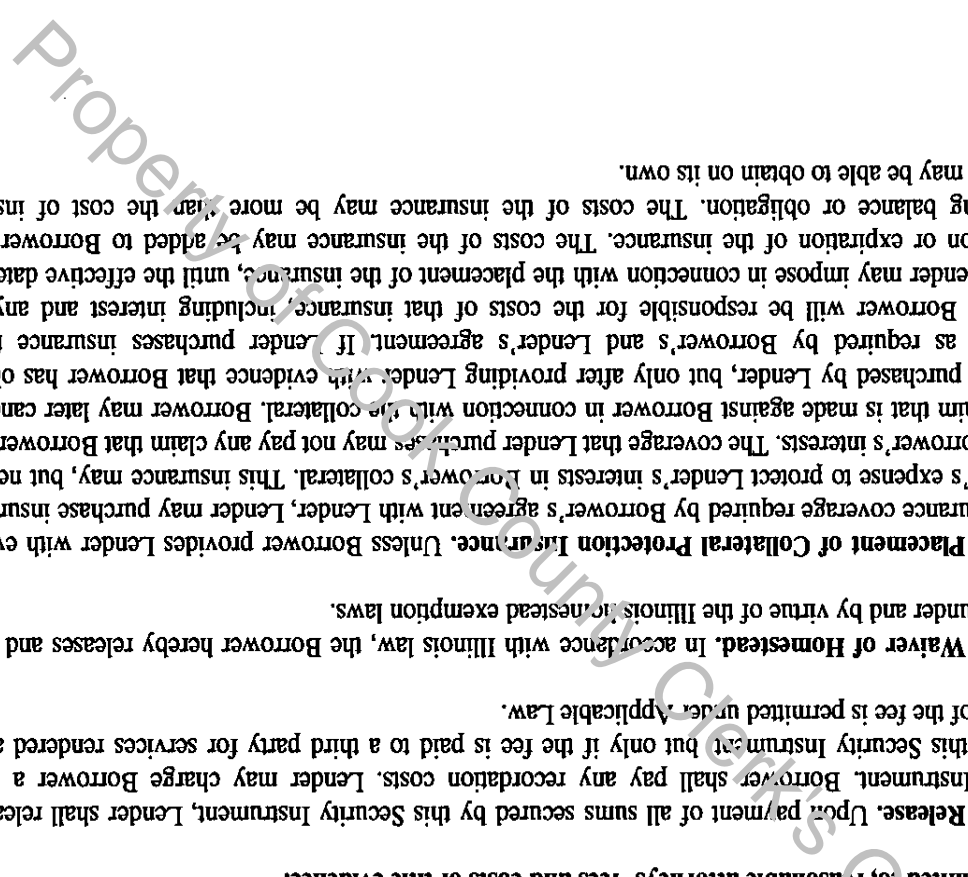 reasonable attorneys' fees and costs of title evidence.
Release. Upon payment of all sums secured by this Security Instrument, Lender shall relea
Instrument. Borrower shall pay any recordation costs. Lender may charge Borrower a
this Security Instrument, but only if the fee is paid to a third party for services rendered a
of the fee is permitted under Applicable Law.
Waiver of Homestead. In accordance with Illinois law, the Borrower hereby releases and
under and by virtue of the Illinois homestead exemption laws.
Placement of Collateral Protection Insurance. Unless Borrower provides Lender with ev
urance coverage required by Borrower's agreement with Lender, Lender may purchase insur
's expense to protect Lender's interests in Borrower's collateral. This insurance may, but ne
orrower's interests. The coverage that Lender purchases may not pay any claim that Borrower
im that is made against Borrower in connection with the collateral. Borrower may later canc
purchased by Lender, but only after providing Lender with evidence that Borrower has o
as required by Borrower's and Lender's agreement. If Lender purchases insurance f
Borrower will be responsible for the costs of that insurance, including interest and any
ender may impose in connection with the placement of the insurance, until the effective date
on or expiration of the insurance. The costs of the insurance may be added to Borrower
ng balance or obligation. The costs of the insurance may be more than the cost of ins
may be able to obtain on its own.
Property of Cook County Clerk's O